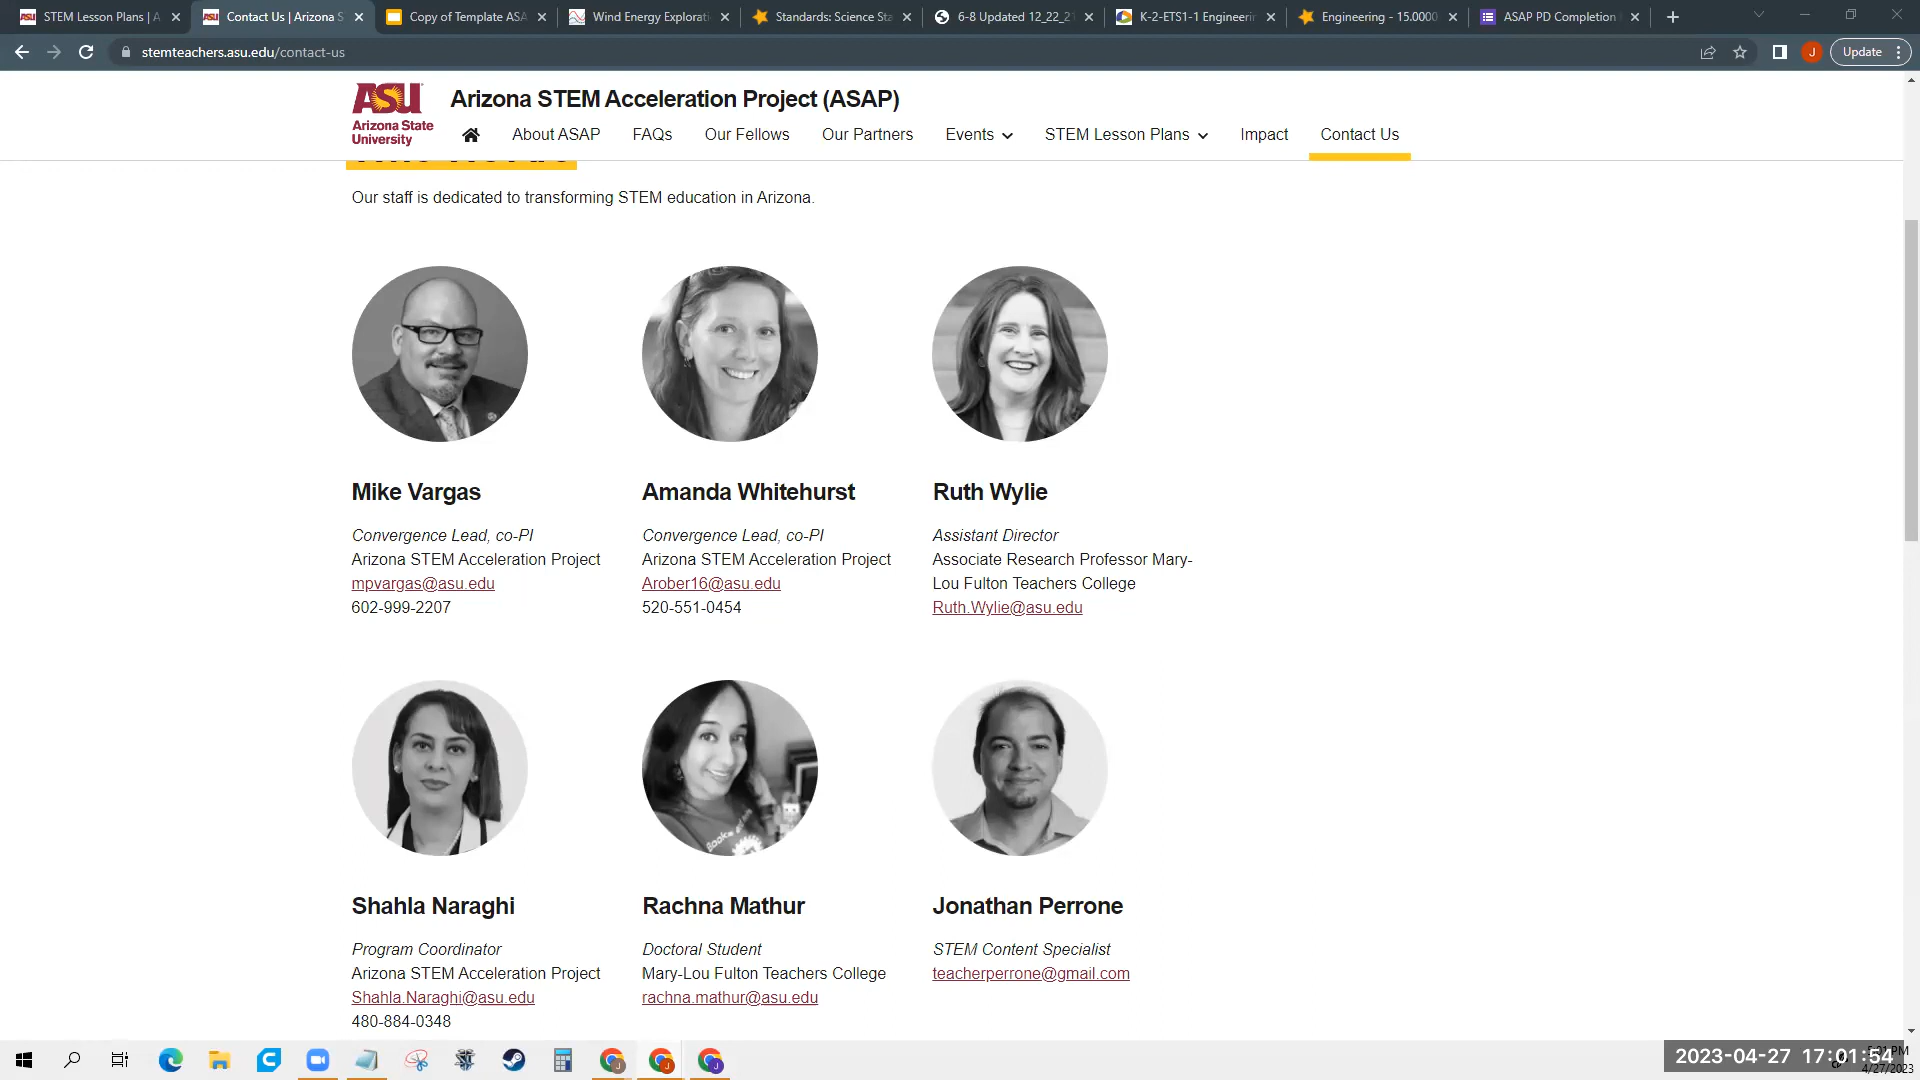 STEM Lesson Plans | A
Contact Us | Arizona S
Copy of Template ASA
Wind Energy Explorati
Standards: Science Sta
6-8 Updated 12_22_21
K-2-ETS1-1 Engineerin
Engineering - 15.0000
ASAP PD Completion
stemteachers.asu.edu/contact-us
J
Update
ASU
Arizona State
University
Arizona STEM Acceleration Project (ASAP)
About ASAP
FAQs
Our Fellows
Our Partners
Events
STEM Lesson Plans
Impact
Contact Us
Our staff is dedicated to transforming STEM education in Arizona.
Mike Vargas
Convergence Lead, co-PI
Arizona STEM Acceleration Project
mpvargas@asu.edu
602-999-2207
Amanda Whitehurst
Convergence Lead, co-PI
Arizona STEM Acceleration Project
Arober16@asu.edu
520-551-0454
Ruth Wylie
Assistant Director
Associate Research Professor Mary-
Lou Fulton Teachers College
Ruth.Wylie@asu.edu
Shahla Naraghi
Program Coordinator
Arizona STEM Acceleration Project
Shahla.Naraghi@asu.edu
480-884-0348
Rachna Mathur
Doctoral Student
Mary-Lou Fulton Teachers College
rachna.mathur@asu.edu
Jonathan Perrone
STEM Content Specialist
teacherperrone@gmail.com
2023-04-27 17:01:54
4/27/2023